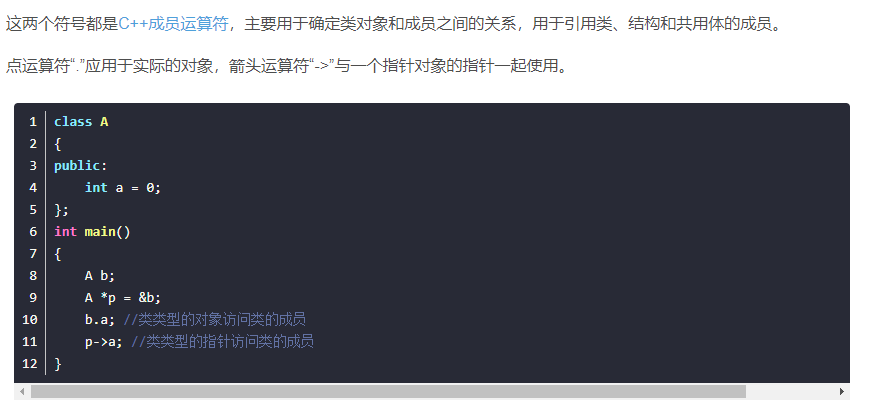 这两个符号都是C++成员运算符，主要用于确定类对象和成员之间的关系，用于引用类、结构和共用体的成员。
点运算符“.”应用于实际的对象，箭头运算符“->”与一个指针对象的指针一起使用。
1 class A
2 {
3 public:
4     int a = 0;
5 };
6 int main()
7 {
8     A b;
9     A *p = &b;
10     b.a; //类类型的对象访问类的成员
11     p->a; //类类型的指针访问类的成员
12 }